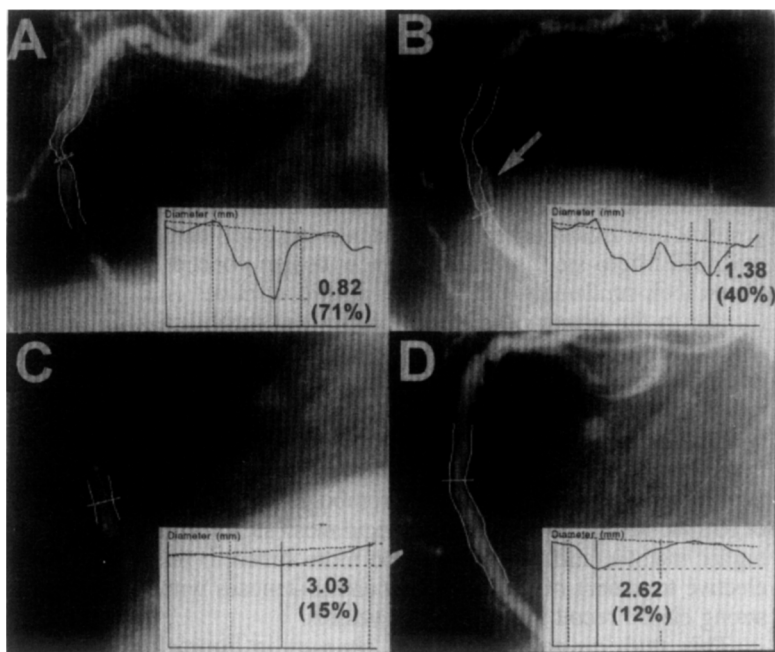 A
Diameter (mm)
0.82
(71%)
B
Diameter (mm)
1.38
(40%)
C
Diameter (mm)
3.03
(15%)
D
Diameter (mm)
2.62
(12%)